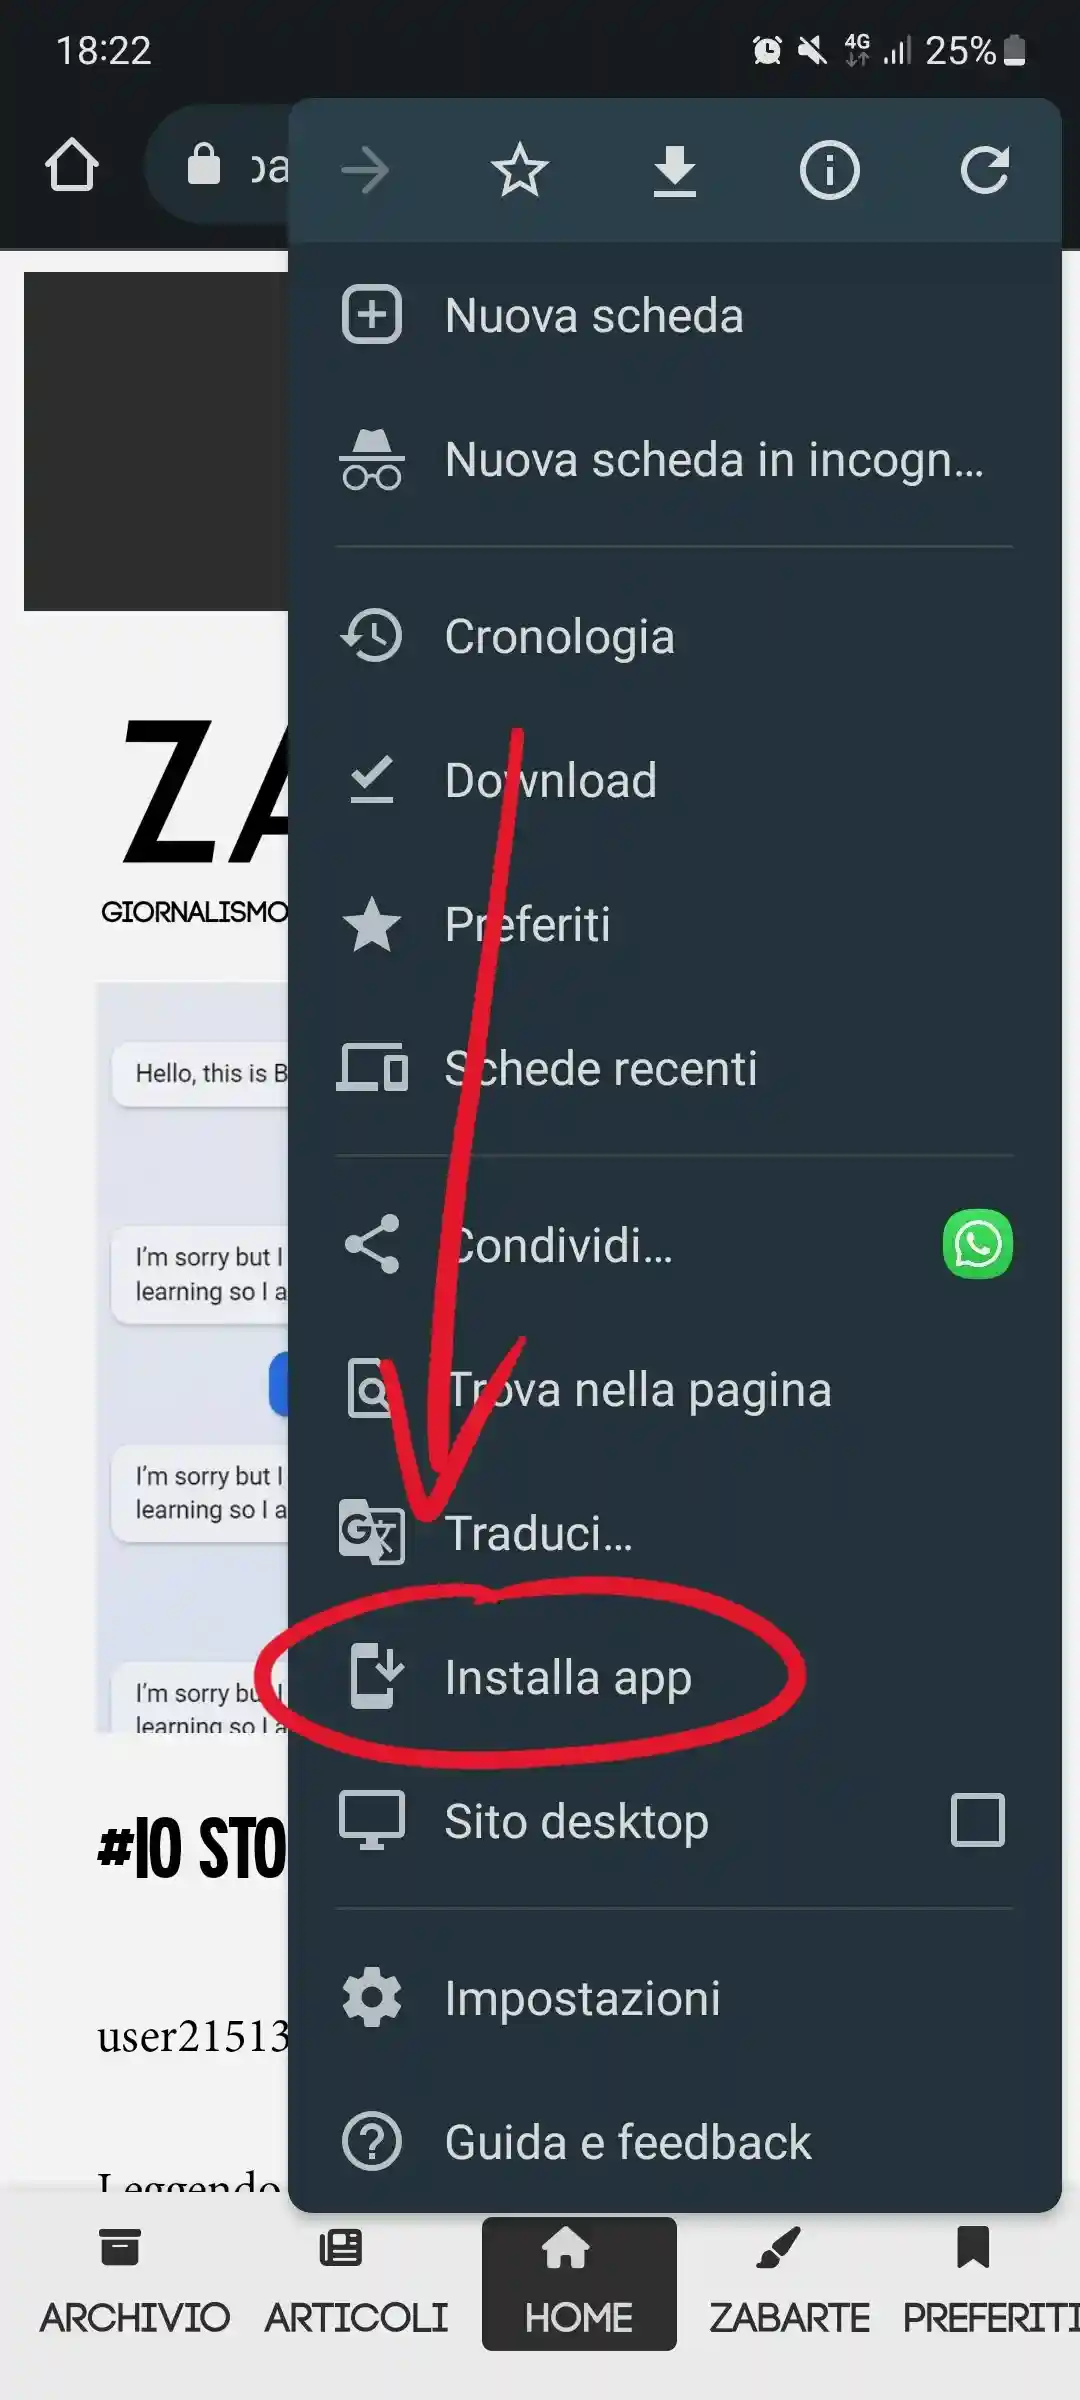 18:22
4G
25%
Nuova scheda
Nuova scheda in incogn...
Cronologia
Download
Preferiti
Schede recenti
Condividi...
Trova nella pagina
Traduci...
Installa app
Sito desktop
Impostazioni
Guida e feedback
ZA
GIORNALISMO
Hello, this is B
I'm sorry but I
learning so I a
I'm sorry but I
learning so I a
I'm sorry bu I
learning so I a
#IO STO
user21513
Leggendo
ARCHIVIO
ARTICOLI
HOME
ZABARTE
PREFERITI